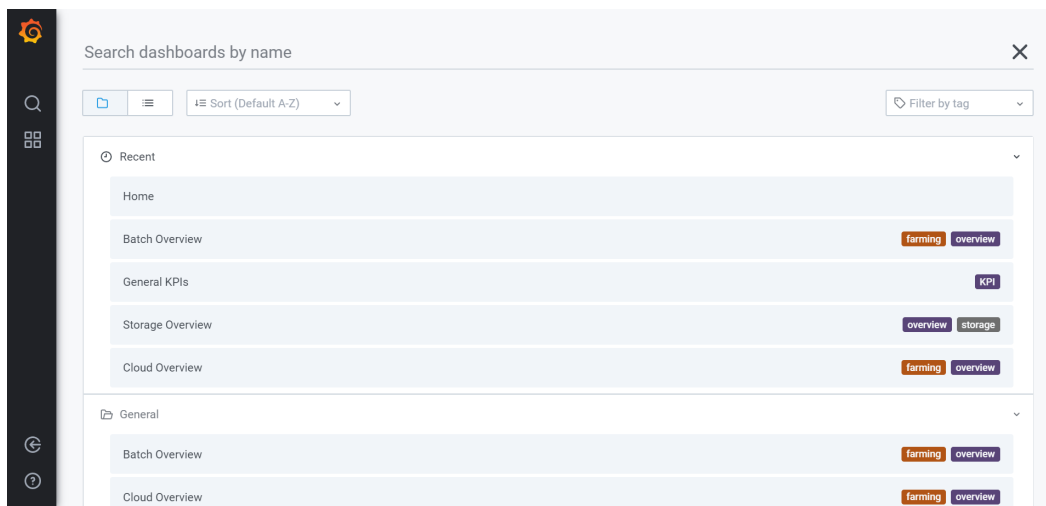 Search dashboards by name
Sort (Default A-Z)
Filter by tag
Recent
Home
Batch Overview farming overview
General KPIs KPI
Storage Overview overview storage
Cloud Overview farming overview
General
Batch Overview farming overview
Cloud Overview farming overview